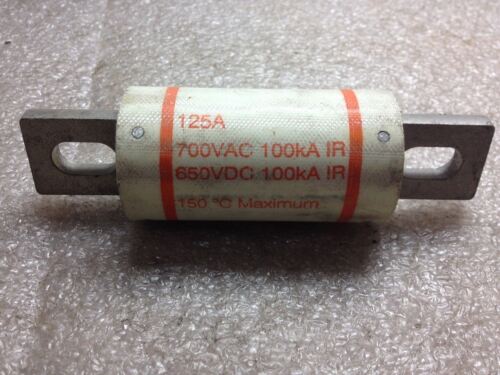 125A
700VAC 100kA IR
650VDC 100kA IR
150 °C Maximum